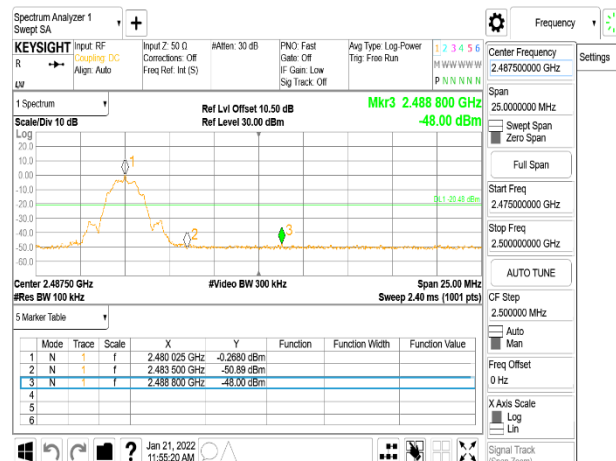 Spectrum Analyzer 1
Swept SA
Frequency
Settings
KEYSIGHT Input: RF Input Z: 50 Ω #Atten: 30 dB PNO: Fast Avg Type: Log-Power 1 2 3 4 5 6
R Coupling: DC Corrections: Off Gate: Off Trig: Free Run M W W W W W
Align: Auto Freq Ref: Int (S) IF Gain: Low
Sig Track: Off P N N N N N
LXI
1 Spectrum
Mkr3 2.488 800 GHz
Ref Lvl Offset 10.50 dB
Scale/Div 10 dB Ref Level 30.00 dBm -48.00 dBm
Log
20.0
10.0
0.00
-10.0
-20.0
-30.0
-40.0
50.0
-60.0
1
2
3
DL1 -20.48 dBm
Center 2.48750 GHz #Video BW 300 kHz Span 25.00 MHz
#Res BW 100 kHz Sweep 2.40 ms (1001 pts)
5 Marker Table
Mode Trace Scale X Y Function Function Width Function Value
1 N 1 f 2.480 025 GHz -0.2680 dBm
2 N 1 f 2.483 500 GHz -50.89 dBm
3 N 1 f 2.488 800 GHz -48.00 dBm
4
5
6
?
Jan 21, 2022
11:55:20 AM
Center Frequency
2.487500000 GHz
Span
25.0000000 MHz
Swept Span
Zero Span
Full Span
Start Freq
2.475000000 GHz
Stop Freq
2.500000000 GHz
AUTO TUNE
CF Step
2.500000 MHz
Auto
Man
Freq Offset
0 Hz
X Axis Scale
Log
Lin
Signal Track
(Span Zoom)